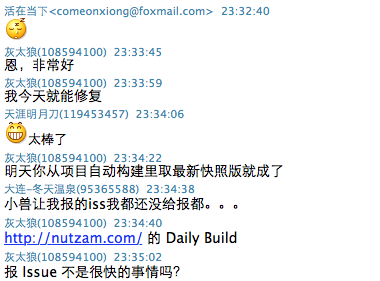 活在当下<comeonxiong@foxmail.com> 23:32:40
灰太狼(108594100) 23:33:45
恩，非常好
灰太狼(108594100) 23:33:59
我今天就能修复
天涯明月刀(119453457) 23:34:06
太棒了
灰太狼(108594100) 23:34:22
明天你从项目自动构建里取最新快照版就成了
大连-冬天温泉(95365588) 23:34:38
小兽让我报的iss我都还没给报都。。。
灰太狼(108594100) 23:34:40
http://nutzam.com/ 的 Daily Build
灰太狼(108594100) 23:35:02
报 Issue 不是很快的事情吗?